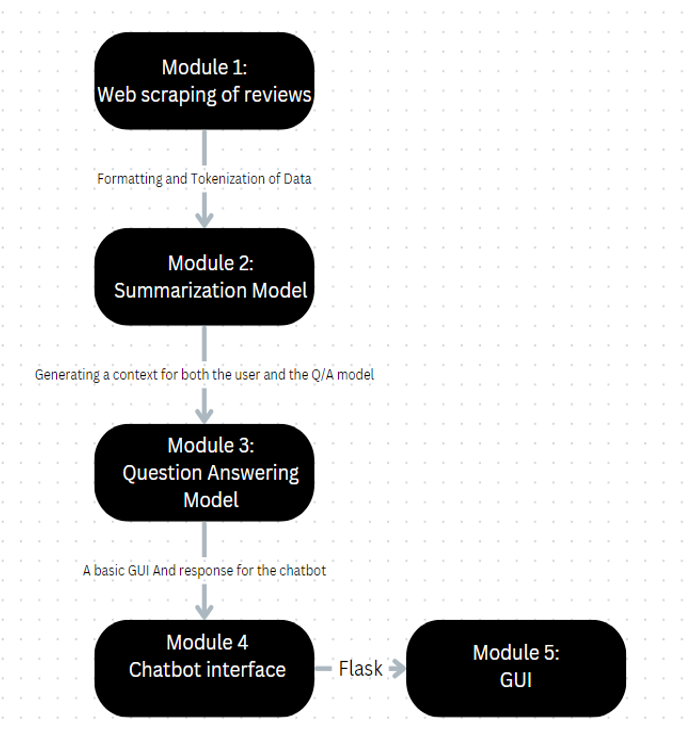 Module 1:
Web scraping of reviews
Formatting and Tokenization of Data
Module 2:
Summarization Model
Generating a context for both the user and the Q/A model
Module 3:
Question Answering
Model
A basic GUI And response for the chatbot
Module 4
Chatbot interface
Flask
Module 5:
GUI